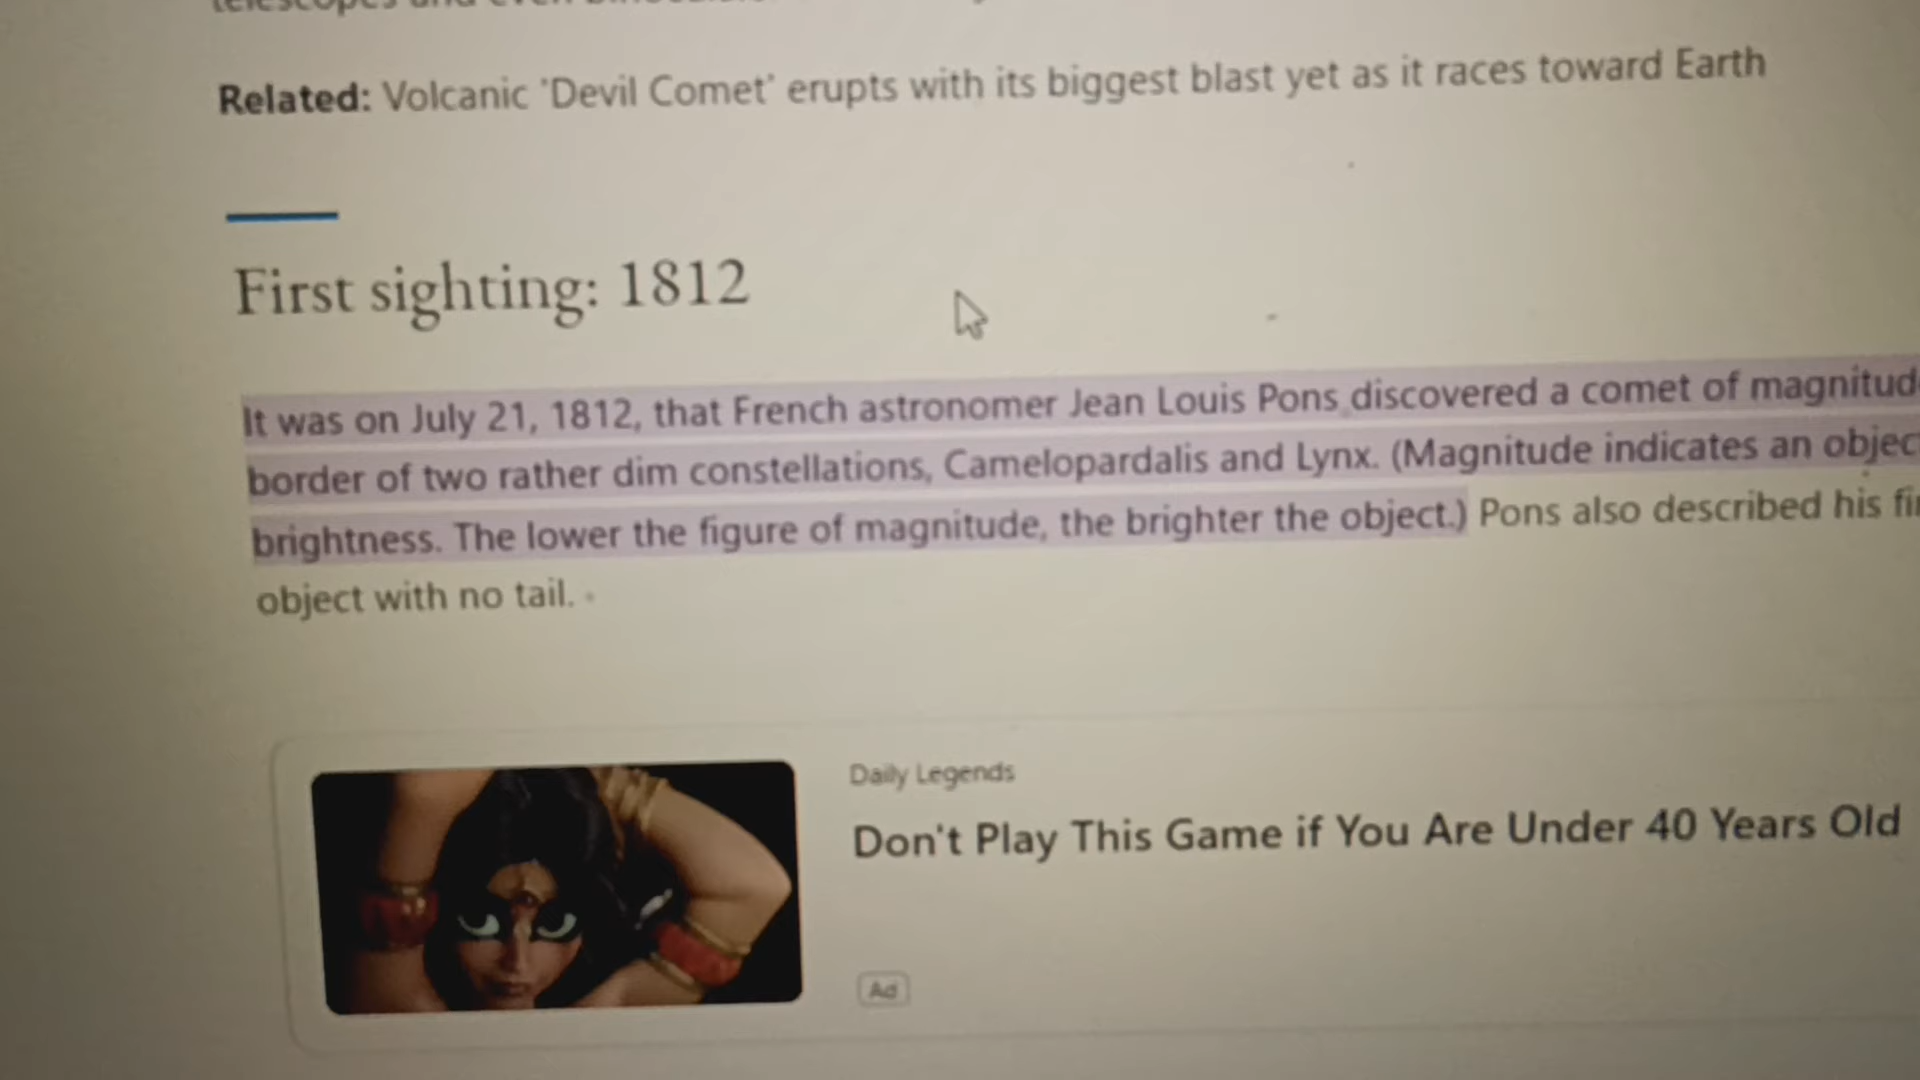 Related: Volcanic 'Devil Comet' erupts with its biggest blast yet as it races toward Earth
First sighting: 1812
It was on July 21, 1812, that French astronomer Jean Louis Pons discovered a comet of
border of two rather dim constellations, Camelopardalis and Lynx. (Magnitude indicates an
brightness. The lower the figure of magnitude, the brighter the object.) Pons also described his
object with no tail.
Daily Legends
Don't Play This Game if You Are Under 40 Years Old
Ad